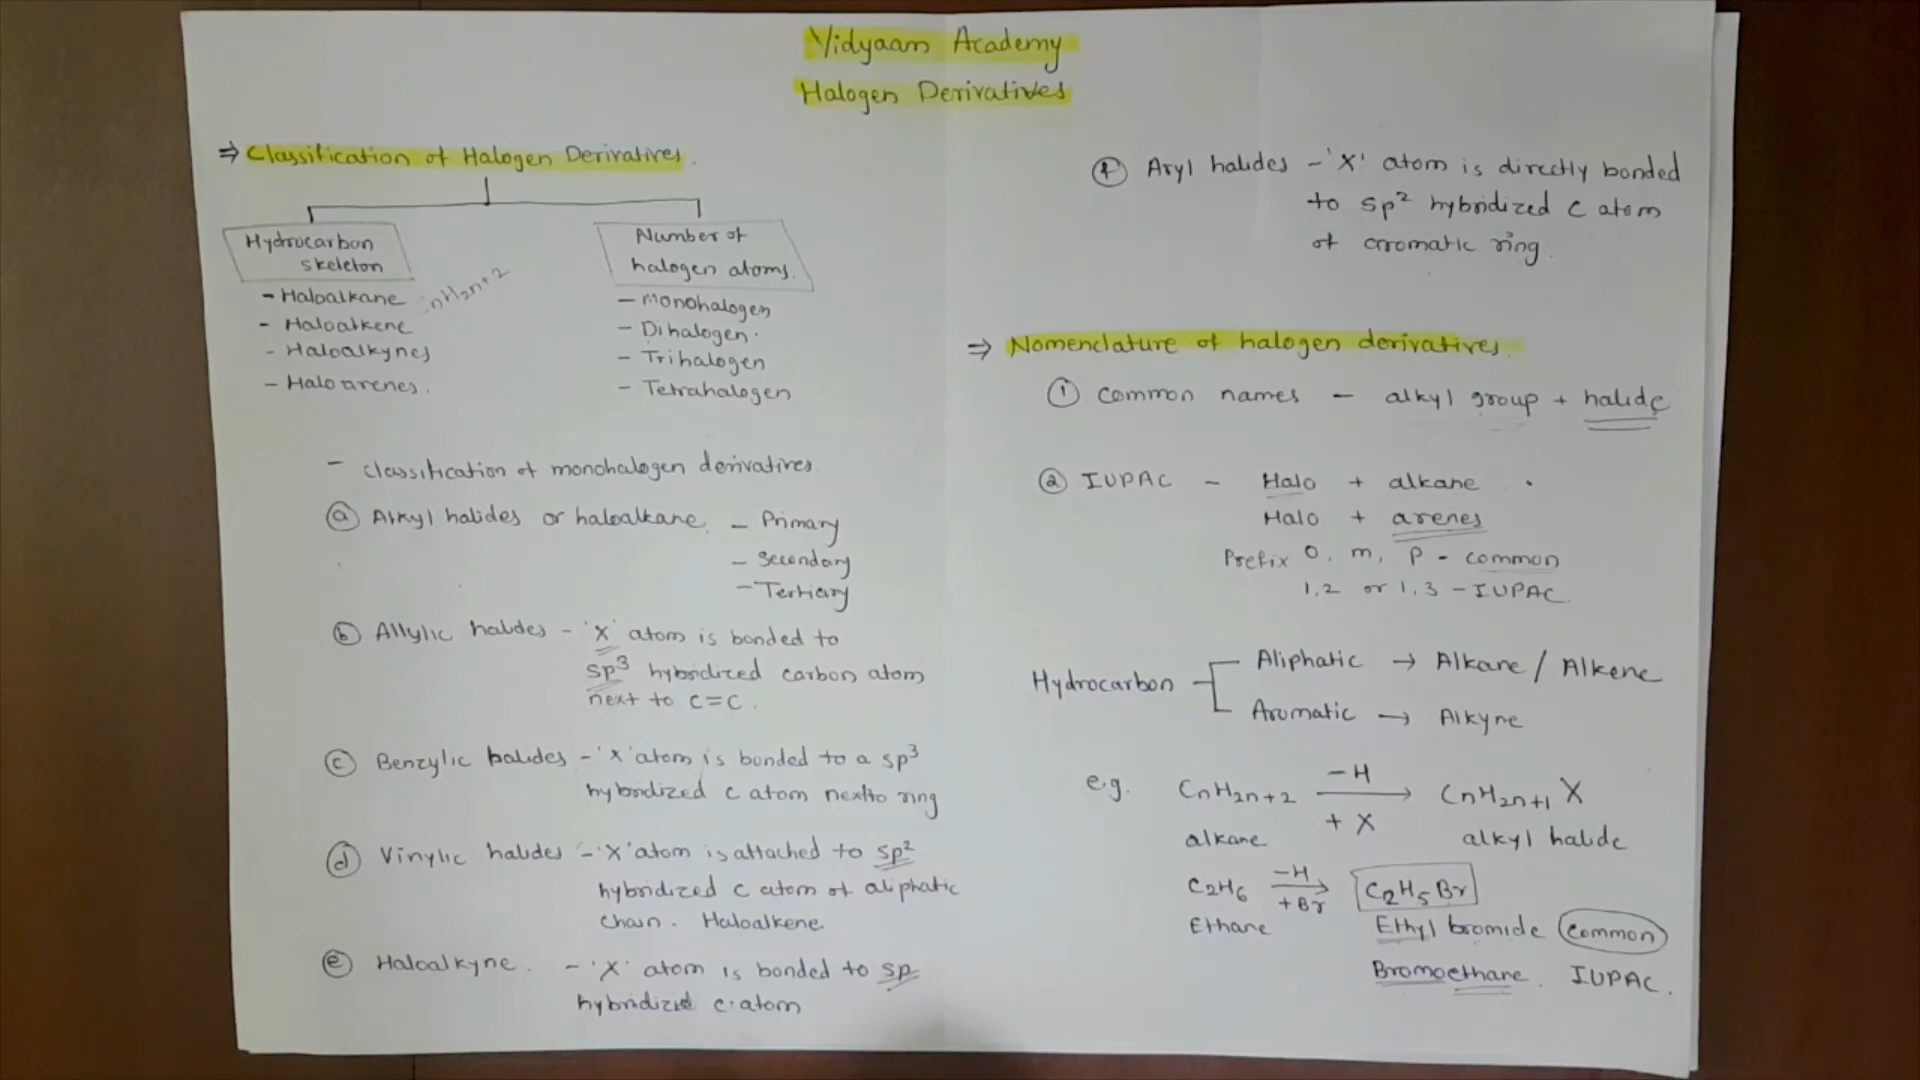 Vidyaam Academy
Halogen Derivatives
⇒ Classification of Halogen Derivatives.
Hydrocarbon
skeleton
- Haloalkane CnH2n+2
- Haloalkene
- Haloalkynes
- Haloarenes.
Number of
halogen atoms.
- Monohalogen
- Dihalogen.
- Trihalogen
- Tetrahalogen
- Classification of monohalogen derivatives.
ⓐ Alkyl halides or haloalkane. - Primary
- Secondary
- Tertiary
ⓑ Allylic halides - 'X' atom is bonded to
sp³ hybridized carbon atom
next to C=C.
ⓒ Benzylic halides - 'X' atom is bonded to a sp³
hybridized C atom next to ring
ⓓ Vinylic halides - 'X' atom is attached to sp²
hybridized C atom of aliphatic
chain. Haloalkene.
ⓔ Haloalkyne. - 'X' atom is bonded to sp
hybridized C atom
ⓕ Aryl halides - 'X' atom is directly bonded
to sp² hybridized C atom
of aromatic ring.
⇒ Nomenclature of halogen derivatives.
① Common names - alkyl group + halide
② IUPAC - Halo + alkane
Halo + arenes
Prefix o, m, p - common
1,2 or 1,3 - IUPAC
Hydrocarbon
Aliphatic → Alkane / Alkene
Aromatic → Alkyne
e.g. CnH2n+2 -H + X → CnH2n+1 X
alkane alkyl halide
C2H6 -H +Br → C2H5Br
Ethane Ethyl bromide common
Bromoethane. IUPAC.